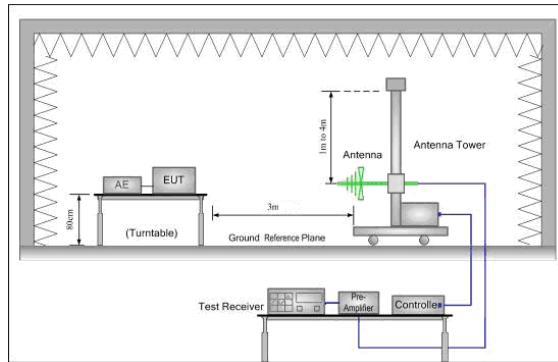 1m to 4m
Antenna
Antenna Tower
AE
EUT
80cm
(Turntable)
3m
Ground Reference Plane
Test Receiver
Pre-
Amplifier
Controller